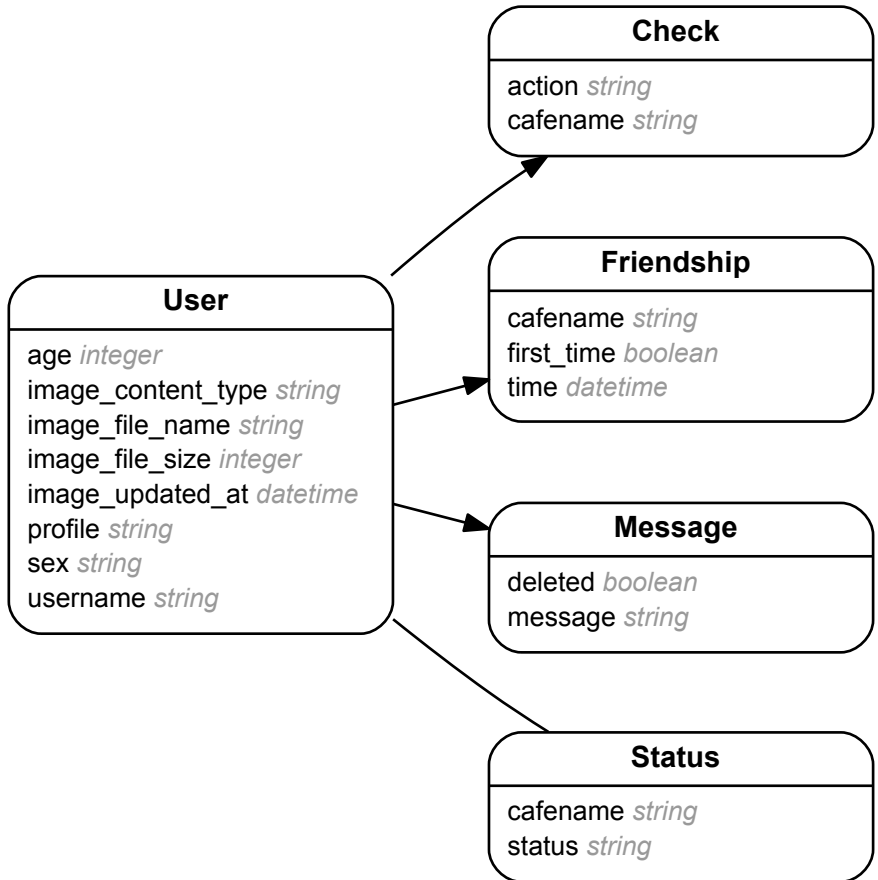 Check
action string
cafename string
Friendship
cafename string
first_time boolean
time datetime
User
age integer
image_content_type string
image_file_name string
image_file_size integer
image_updated_at datetime
profile string
sex string
username string
Message
deleted boolean
message string
Status
cafename string
status string